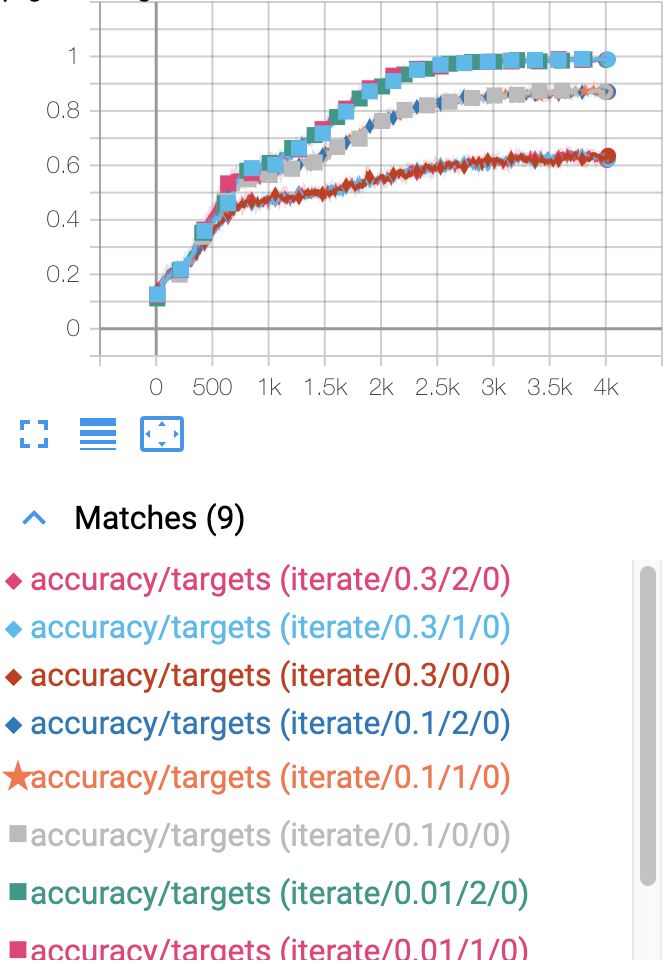 1
0.8
0.6
0.4
0.2
0
0 500 1k 1.5k 2k 2.5k 3k 3.5k 4k
Matches (9)
accuracy/targets (iterate/0.3/2/0)
accuracy/targets (iterate/0.3/1/0)
accuracy/targets (iterate/0.3/0/0)
accuracy/targets (iterate/0.1/2/0)
accuracy/targets (iterate/0.1/1/0)
accuracy/targets (iterate/0.1/0/0)
accuracy/targets (iterate/0.01/2/0)
accuracy/targets (iterate/0.01/1/0)